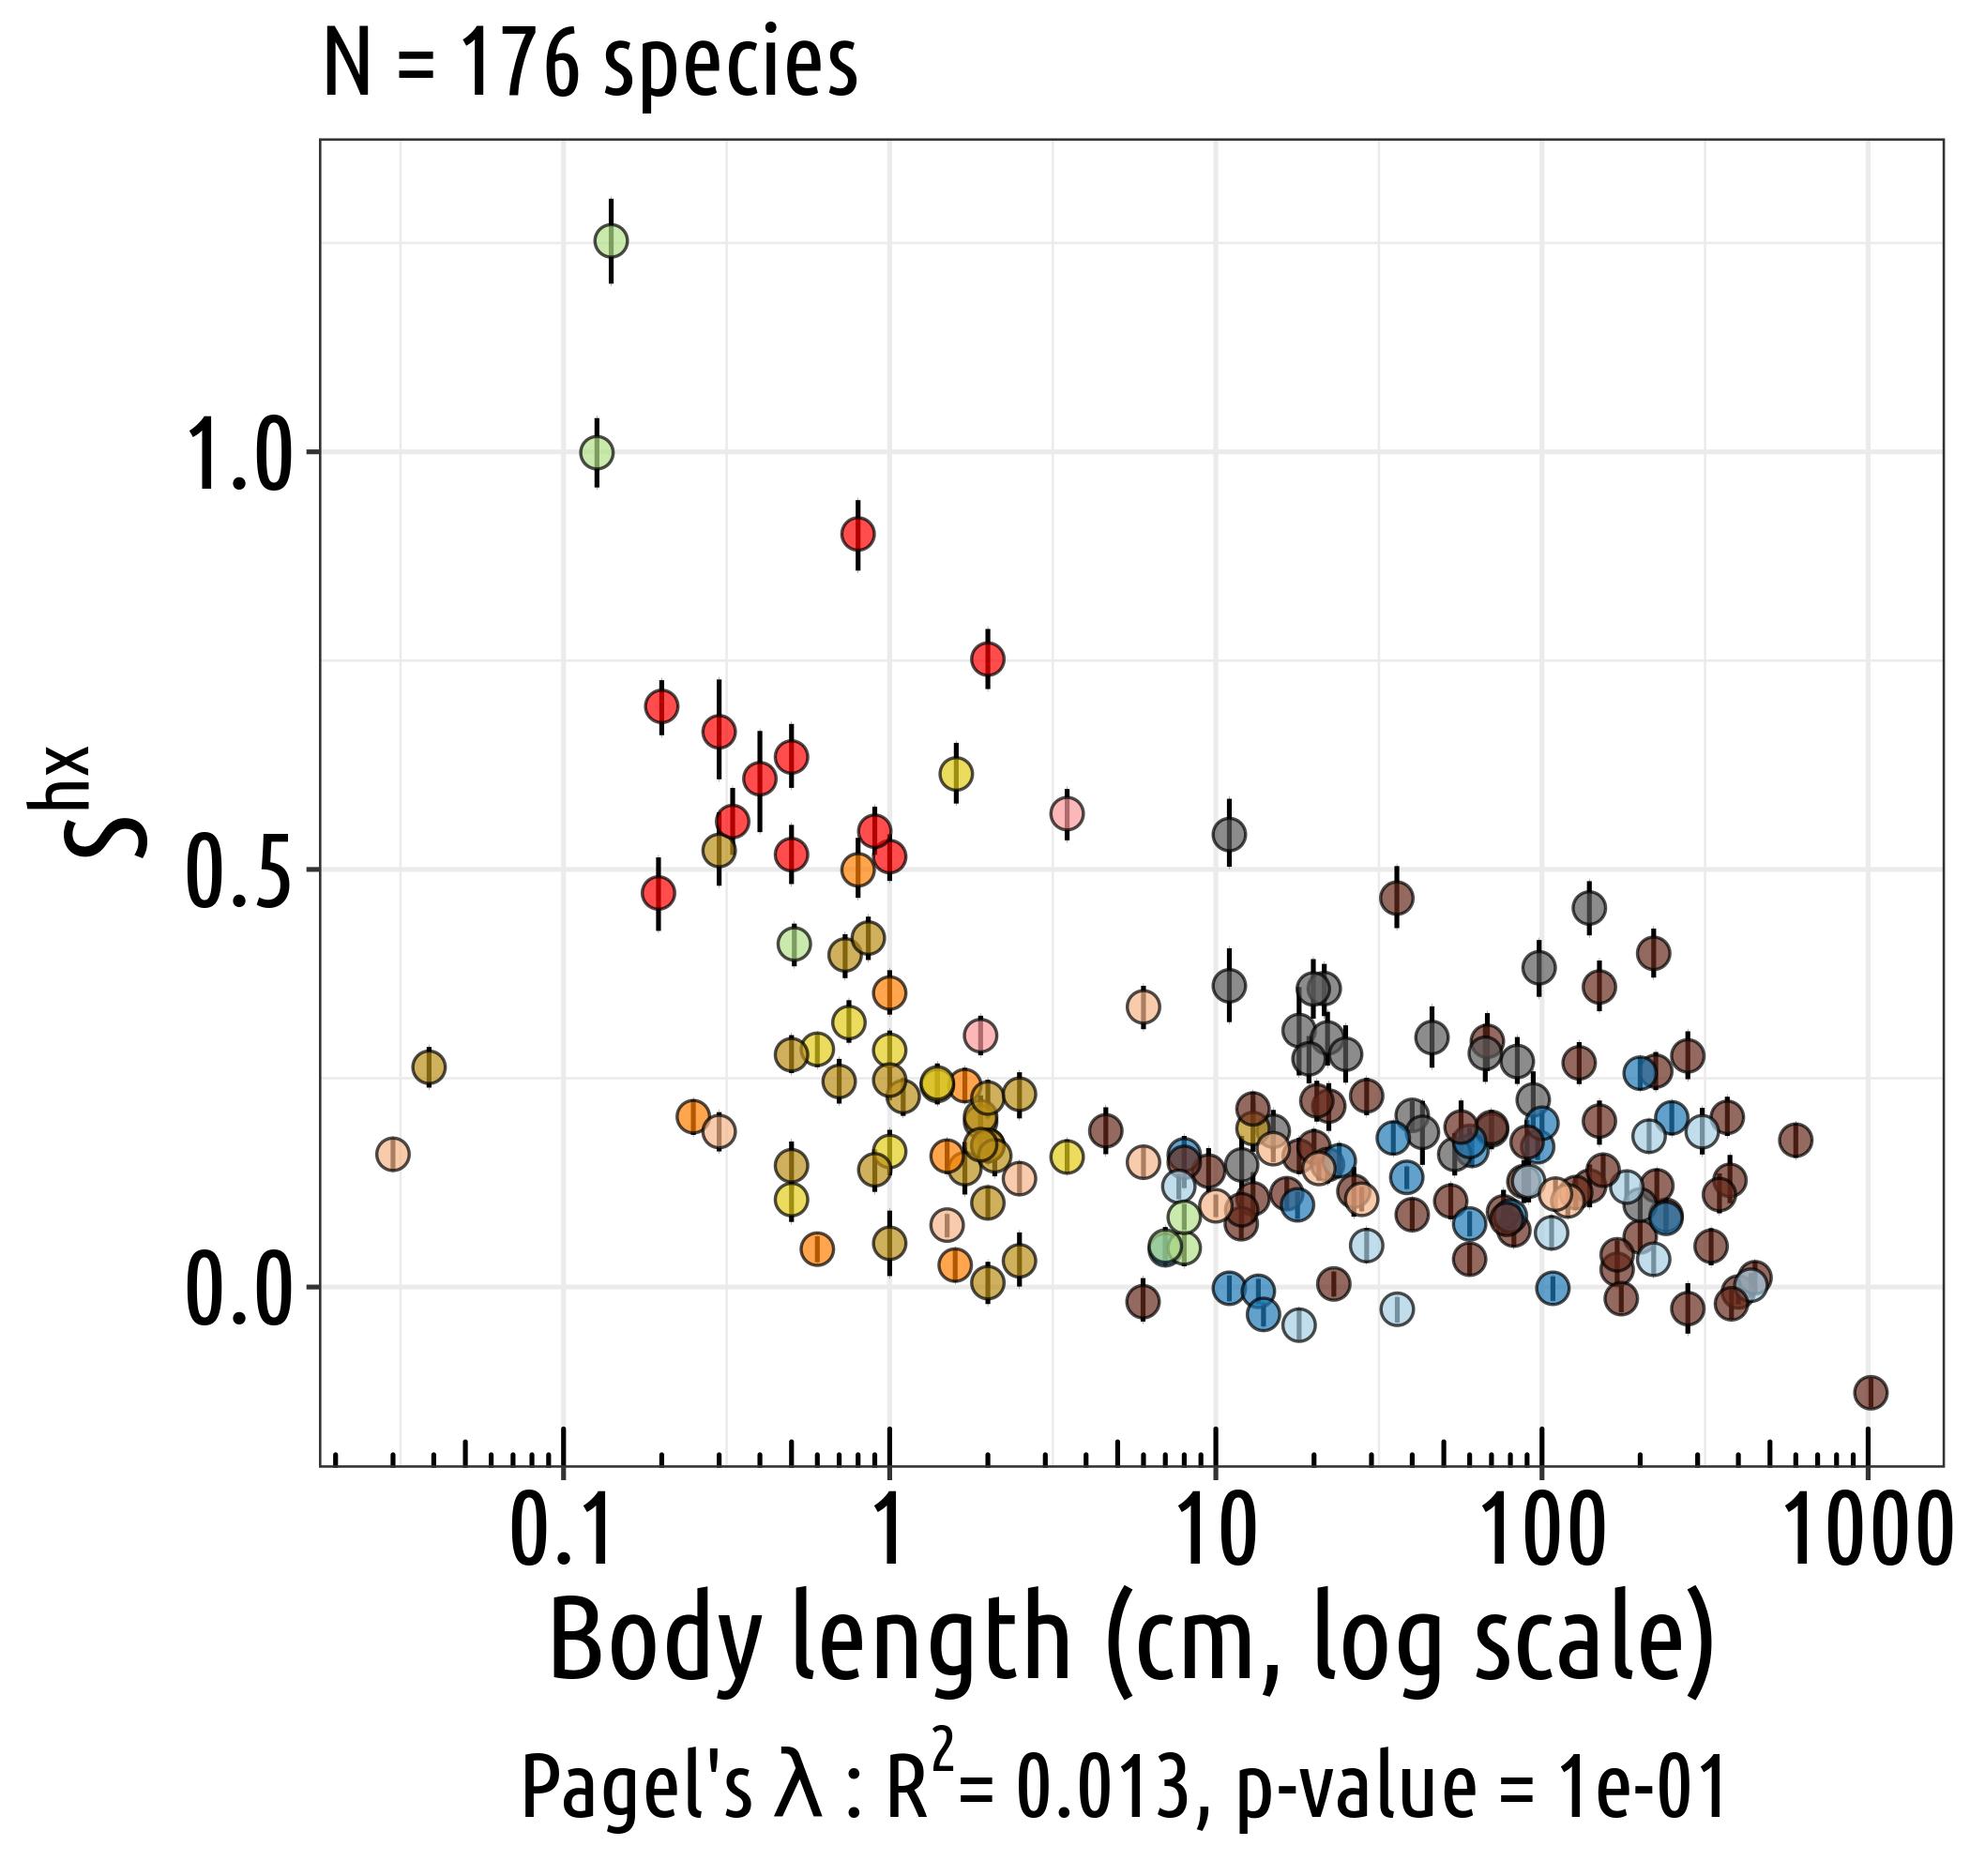 N = 176 species
S^hx
1.0
0.5
0.0
0.1 1 10 100 1000
Body length (cm, log scale)
Pagel's λ : R²= 0.013, p-value = 1e-01